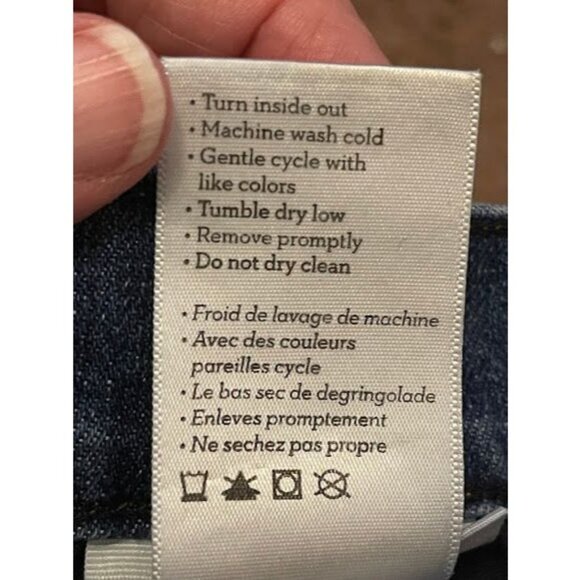 • Turn inside out
• Machine wash cold
• Gentle cycle with
like colors
• Tumble dry low
• Remove promptly
• Do not dry clean
• Froid de lavage de machine
• Avec des couleurs
pareilles cycle
• Le bas sec de degringolade
• Enleves promptement
• Ne sechez pas propre